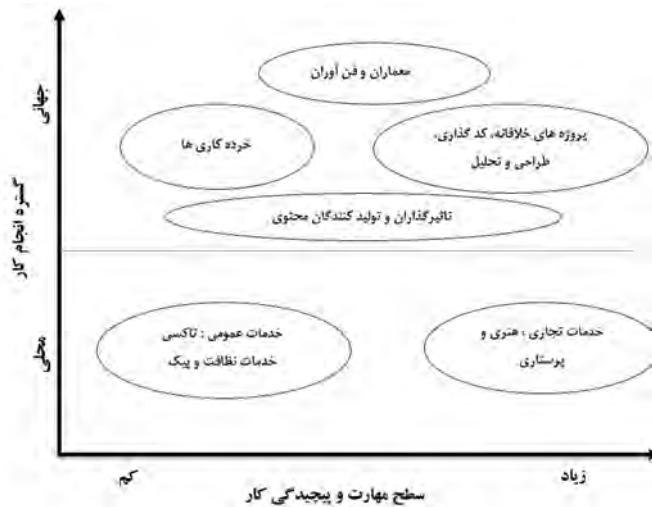 معماران و فن آوران
خرده کاری ها
پروژه های خلاقانه، کد گذاری،
طراحی و تحلیل
تاثیرگذاران و تولید کنندگان محتوی
خدمات عمومی : تاکسی
خدمات نظافت و پیک
خدمات تجاری ، هنری و
پرستاری
جهانی
گستره انجام کار
محلی
کم
زیاد
سطح مهارت و پیچیدگی کار